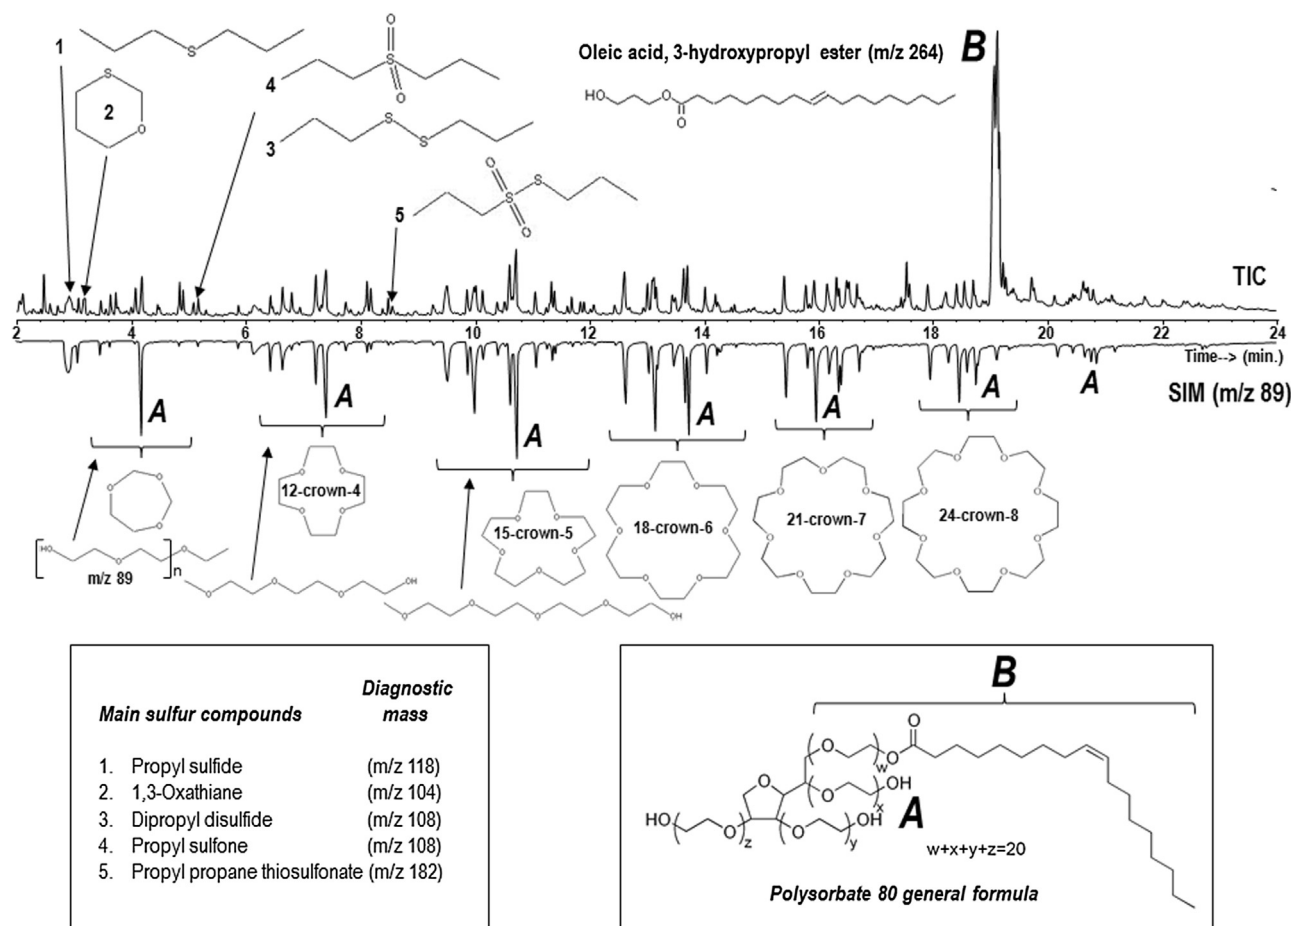 1
S
S
O
2
O
S
O
4
S
S
3
O
S
S
O
5
Oleic acid, 3-hydroxypropyl ester (m/z 264)
B
HO
O
O
TIC
2
4
6
8
10
12
14
16
18
20
22
24
Time--> (min.)
SIM (m/z 89)
A
A
A
A
A
A
A
12-crown-4
15-crown-5
18-crown-6
21-crown-7
24-crown-8
HO
O
O
n
m/z 89
O
O
O
OH
O
O
O
O
OH
Main sulfur compounds
Diagnostic
mass
1. Propyl sulfide (m/z 118)
2. 1,3-Oxathiane (m/z 104)
3. Dipropyl disulfide (m/z 108)
4. Propyl sulfone (m/z 108)
5. Propyl propane thiosulfonate (m/z 182)
B
O
O
w
O
O
O
OH
x
HO
O
z
O
OH
y
A
w+x+y+z=20
Polysorbate 80 general formula